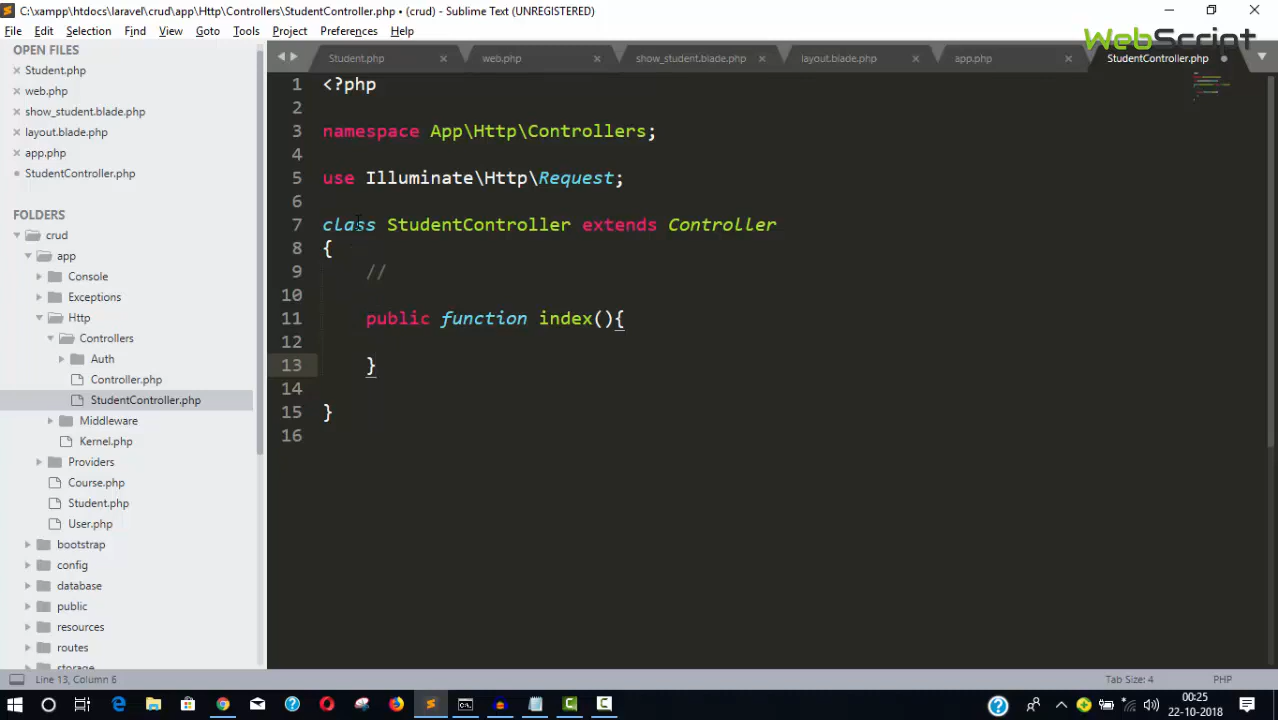 C:\xampp\htdocs\laravel\crud\app\Http\Controllers\StudentController.php • (crud) - Sublime Text (UNREGISTERED)
File Edit Selection Find View Goto Tools Project Preferences Help
WebScript
OPEN FILES
Student.php
web.php
show_student.blade.php
layout.blade.php
app.php
StudentController.php
FOLDERS
crud
app
Console
Exceptions
Http
Controllers
Auth
Controller.php
StudentController.php
Middleware
Kernel.php
Providers
Course.php
Student.php
User.php
bootstrap
config
database
public
resources
routes
storage
Student.php web.php show_student.blade.php layout.blade.php app.php StudentController.php
1 <?php
2
3 namespace App\Http\Controllers;
4
5 use Illuminate\Http\Request;
6
7 class StudentController extends Controller
8 {
9 //
10
11 public function index(){
12
13 }
14
15 }
16
Line 13, Column 6 Tab Size: 4 PHP
00:25
22-10-2018